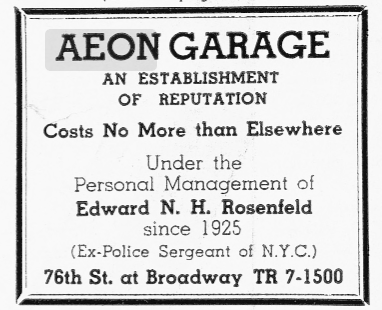 AEON GARAGE
AN ESTABLISHMENT
OF REPUTATION
Costs No More than Elsewhere
Under the
Personal Management of
Edward N. H. Rosenfeld
since 1925
(Ex-Police Sergeant of N.Y.C.)
76th St. at Broadway TR 7-1500